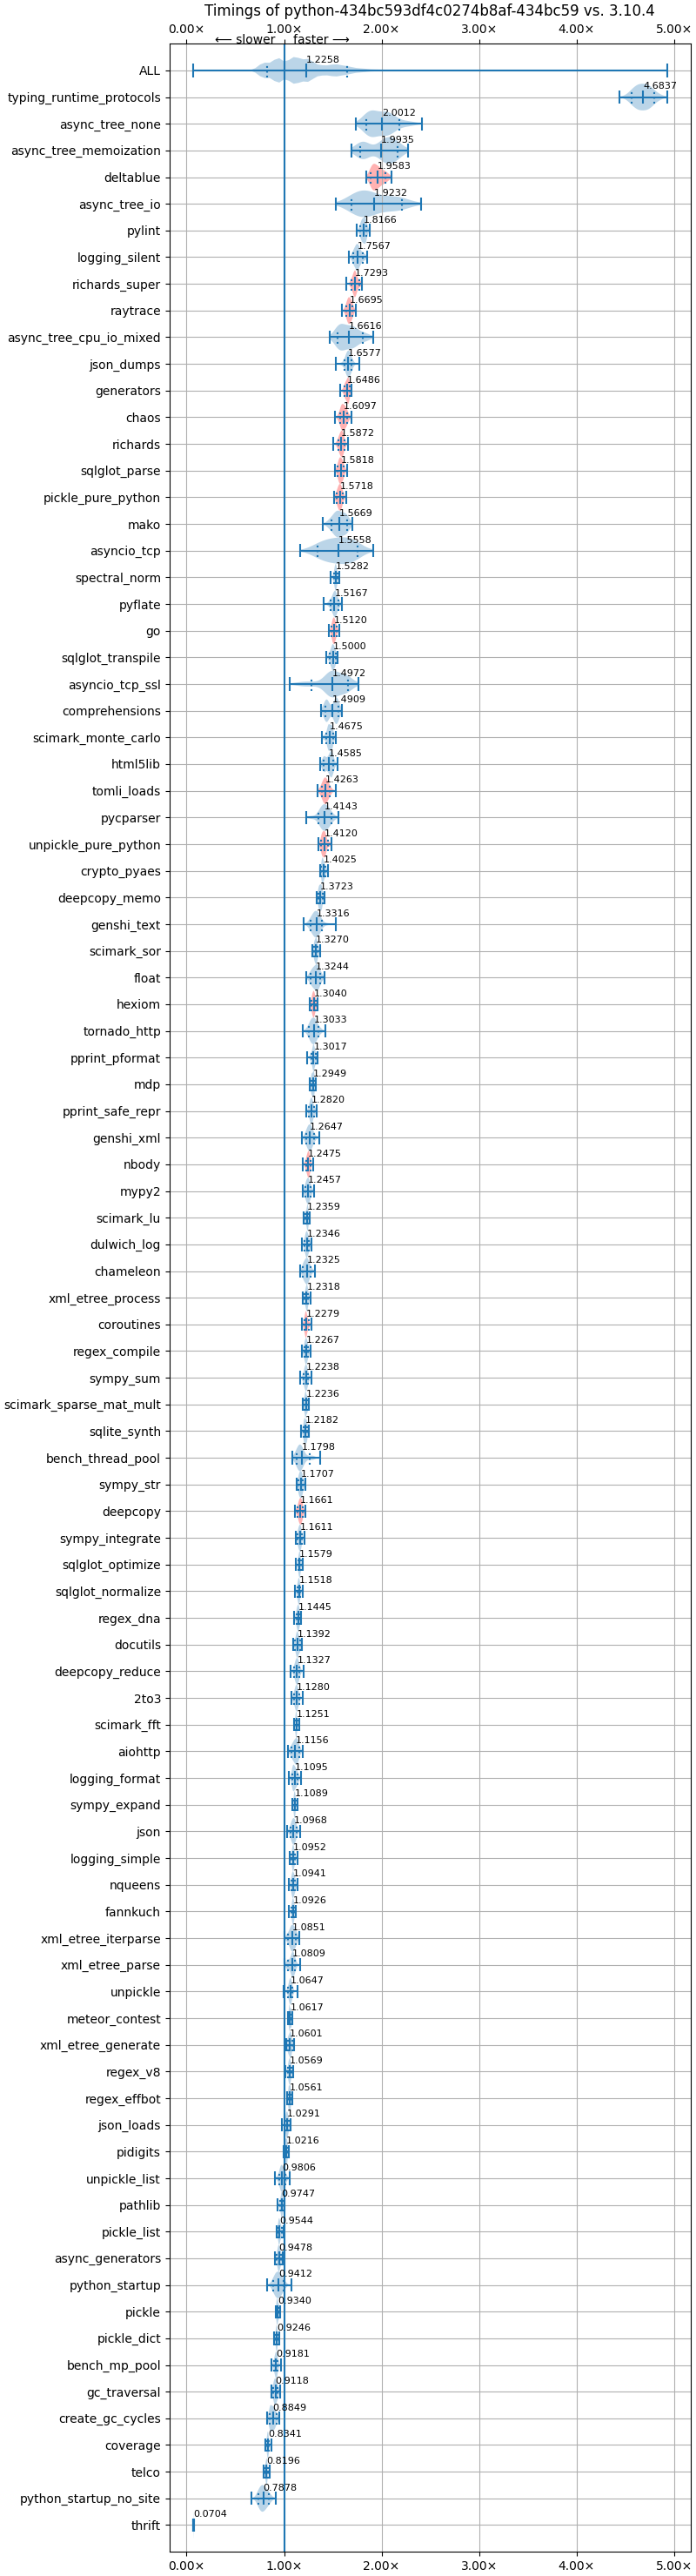 Timings of python-434bc593df4c0274b8af-434bc59 vs. 3.10.4
0.00× 1.00× 2.00× 3.00× 4.00× 5.00×
⟵ slower faster ⟶
ALL 1.2258
typing_runtime_protocols 4.6837
async_tree_none 2.0012
async_tree_memoization 1.9935
deltablue 1.9583
async_tree_io 1.9232
pylint 1.8166
logging_silent 1.7567
richards_super 1.7293
raytrace 1.6695
async_tree_cpu_io_mixed 1.6616
json_dumps 1.6577
generators 1.6486
chaos 1.6097
richards 1.5872
sqlglot_parse 1.5818
pickle_pure_python 1.5718
mako 1.5669
asyncio_tcp 1.5558
spectral_norm 1.5282
pyflate 1.5167
go 1.5120
sqlglot_transpile 1.5000
asyncio_tcp_ssl 1.4972
comprehensions 1.4909
scimark_monte_carlo 1.4675
html5lib 1.4585
tomli_loads 1.4263
pycparser 1.4143
unpickle_pure_python 1.4120
crypto_pyaes 1.4025
deepcopy_memo 1.3723
genshi_text 1.3316
scimark_sor 1.3270
float 1.3244
hexiom 1.3040
tornado_http 1.3033
pprint_pformat 1.3017
mdp 1.2949
pprint_safe_repr 1.2820
genshi_xml 1.2647
nbody 1.2475
mypy2 1.2457
scimark_lu 1.2359
dulwich_log 1.2346
chameleon 1.2325
xml_etree_process 1.2318
coroutines 1.2279
regex_compile 1.2267
sympy_sum 1.2238
scimark_sparse_mat_mult 1.2236
sqlite_synth 1.2182
bench_thread_pool 1.1798
sympy_str 1.1707
deepcopy 1.1661
sympy_integrate 1.1611
sqlglot_optimize 1.1579
sqlglot_normalize 1.1518
regex_dna 1.1445
docutils 1.1392
deepcopy_reduce 1.1327
2to3 1.1280
scimark_fft 1.1251
aiohttp 1.1156
logging_format 1.1095
sympy_expand 1.1089
json 1.0968
logging_simple 1.0952
nqueens 1.0941
fannkuch 1.0926
xml_etree_iterparse 1.0851
xml_etree_parse 1.0809
unpickle 1.0647
meteor_contest 1.0617
xml_etree_generate 1.0601
regex_v8 1.0569
regex_effbot 1.0561
json_loads 1.0291
pidigits 1.0216
unpickle_list 0.9806
pathlib 0.9747
pickle_list 0.9544
async_generators 0.9478
python_startup 0.9412
pickle 0.9340
pickle_dict 0.9246
bench_mp_pool 0.9181
gc_traversal 0.9118
create_gc_cycles 0.8849
coverage 0.8341
telco 0.8196
python_startup_no_site 0.7878
thrift 0.0704
0.00× 1.00× 2.00× 3.00× 4.00× 5.00×